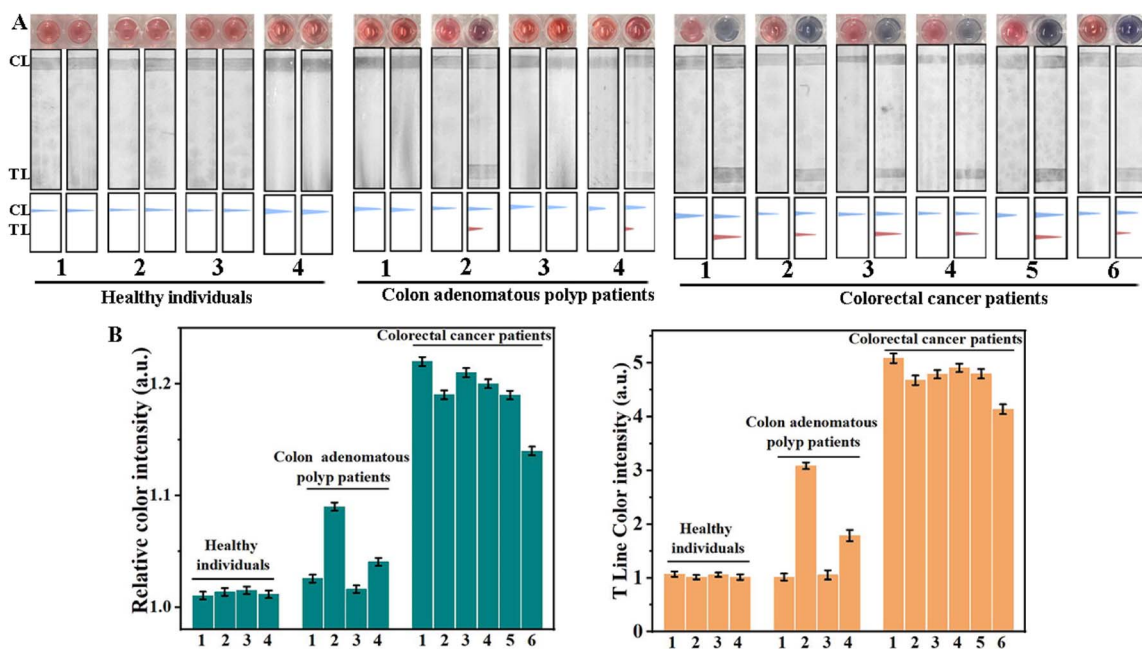 A
CL
TL
CL
TL
1 2 3 4
Healthy individuals
1 2 3 4
Colon adenomatous polyp patients
1 2 3 4 5 6
Colorectal cancer patients
B
Relative color intensity (a.u.)
1.2
1.1
1.0
Healthy
individuals
Colon adenomatous
polyp patients
Colorectal cancer patients
1 2 3 4 1 2 3 4 1 2 3 4 5 6
T Line Color intensity (a.u.)
5
4
3
2
1
0
Healthy
individuals
Colon adenomatous
polyp patients
Colorectal cancer patients
1 2 3 4 1 2 3 4 1 2 3 4 5 6